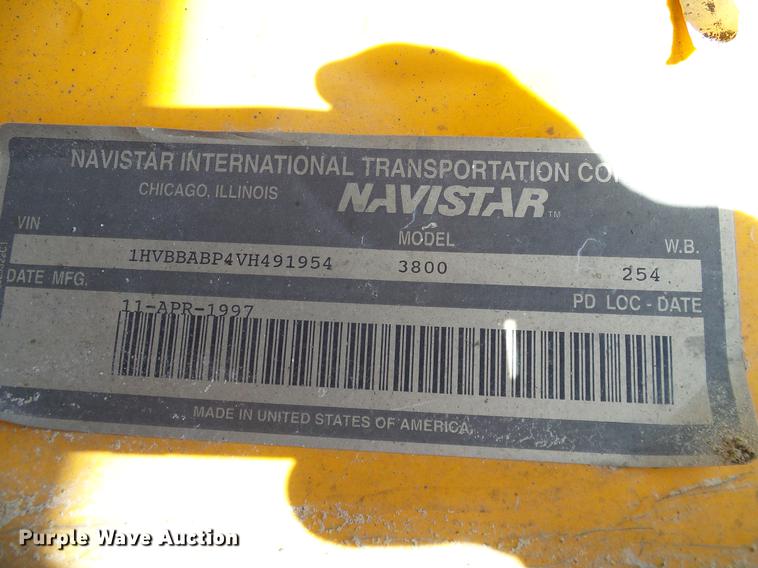 NAVISTAR INTERNATIONAL TRANSPORTATION
CHICAGO, ILLINOIS NAVISTAR TM
VIN MODEL W.B.
1HVBBABP4VH491954 3800 254
DATE MFG. PD LOC - DATE
11-APR-1997
MADE IN UNITED STATES OF AMERICA
Purple Wave Auction